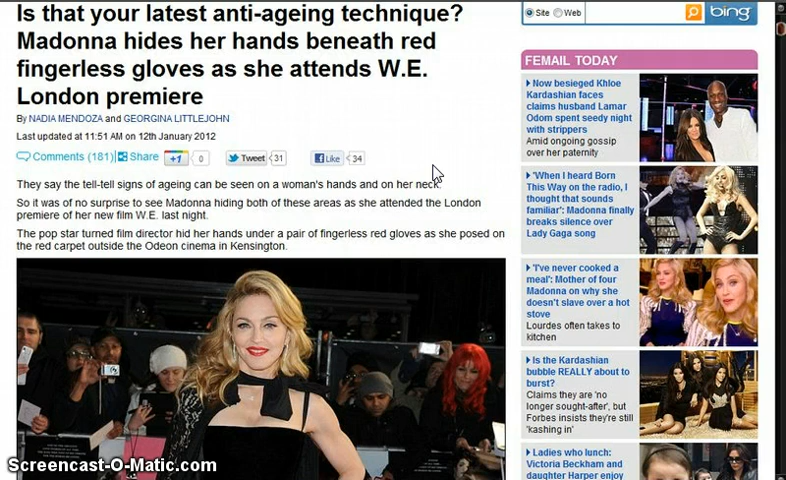 Is that your latest anti-ageing technique?
Madonna hides her hands beneath red
fingerless gloves as she attends W.E.
London premiere
By NADIA MENDOZA and GEORGINA LITTLEJOHN
Last updated at 11:51 AM on 12th January 2012
Comments (181) Share +1 0 Tweet 31 Like 34
They say the tell-tell signs of ageing can be seen on a woman's hands and on her neck.
So it was of no surprise to see Madonna hiding both of these areas as she attended the London
premiere of her new film W.E. last night.
The pop star turned film director hid her hands under a pair of fingerless red gloves as she posed on
the red carpet outside the Odeon cinema in Kensington.
Site Web bing
FEMAIL TODAY
Now besieged Khloe
Kardashian faces
claims husband Lamar
Odom spent seedy night
with strippers
Amid ongoing gossip
over her paternity
'When I heard Born
This Way on the radio, I
thought that sounds
familiar': Madonna finally
breaks silence over
Lady Gaga song
'I've never cooked a
meal': Mother of four
Madonna on why she
doesn't slave over a hot
stove
Lourdes often takes to
kitchen
Is the Kardashian
bubble REALLY about to
burst?
Claims they are 'no
longer sought-after', but
Forbes insists they're still
'kashing in'
Ladies who lunch:
Victoria Beckham and
daughter Harper enjoy
Screencast-O-Matic.com